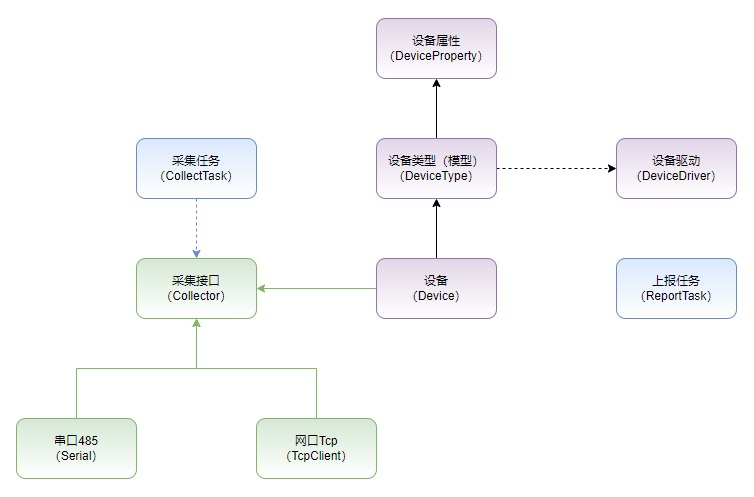 设备属性
（DeviceProperty）
采集任务
（CollectTask）
设备类型（模型）
（DeviceType）
设备驱动
（DeviceDriver）
采集接口
（Collector）
设备
（Device）
上报任务
（ReportTask）
串口485
（Serial）
网口Tcp
（TcpClient）